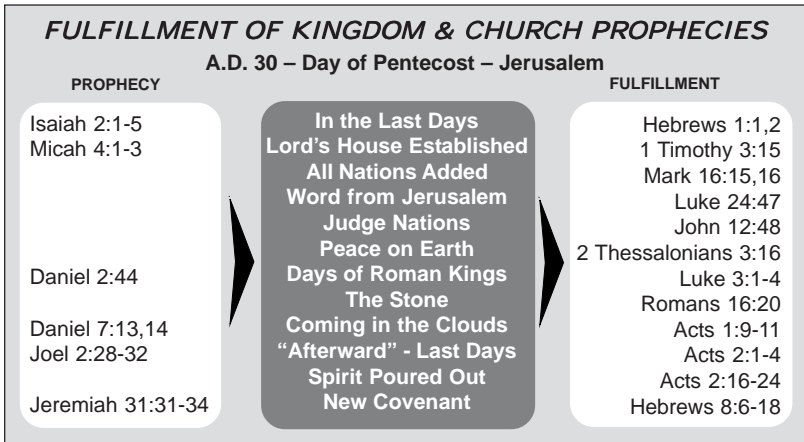 FULFILLMENT OF KINGDOM & CHURCH PROPHECIES
A.D. 30 – Day of Pentecost – Jerusalem
PROPHECY
Isaiah 2:1-5
Micah 4:1-3
Daniel 2:44
Daniel 7:13,14
Joel 2:28-32
Jeremiah 31:31-34
In the Last Days
Lord's House Established
All Nations Added
Word from Jerusalem
Judge Nations
Peace on Earth
Days of Roman Kings
The Stone
Coming in the Clouds
“Afterward” - Last Days
Spirit Poured Out
New Covenant
FULFILLMENT
Hebrews 1:1,2
1 Timothy 3:15
Mark 16:15,16
Luke 24:47
John 12:48
2 Thessalonians 3:16
Luke 3:1-4
Romans 16:20
Acts 1:9-11
Acts 2:1-4
Acts 2:16-24
Hebrews 8:6-18